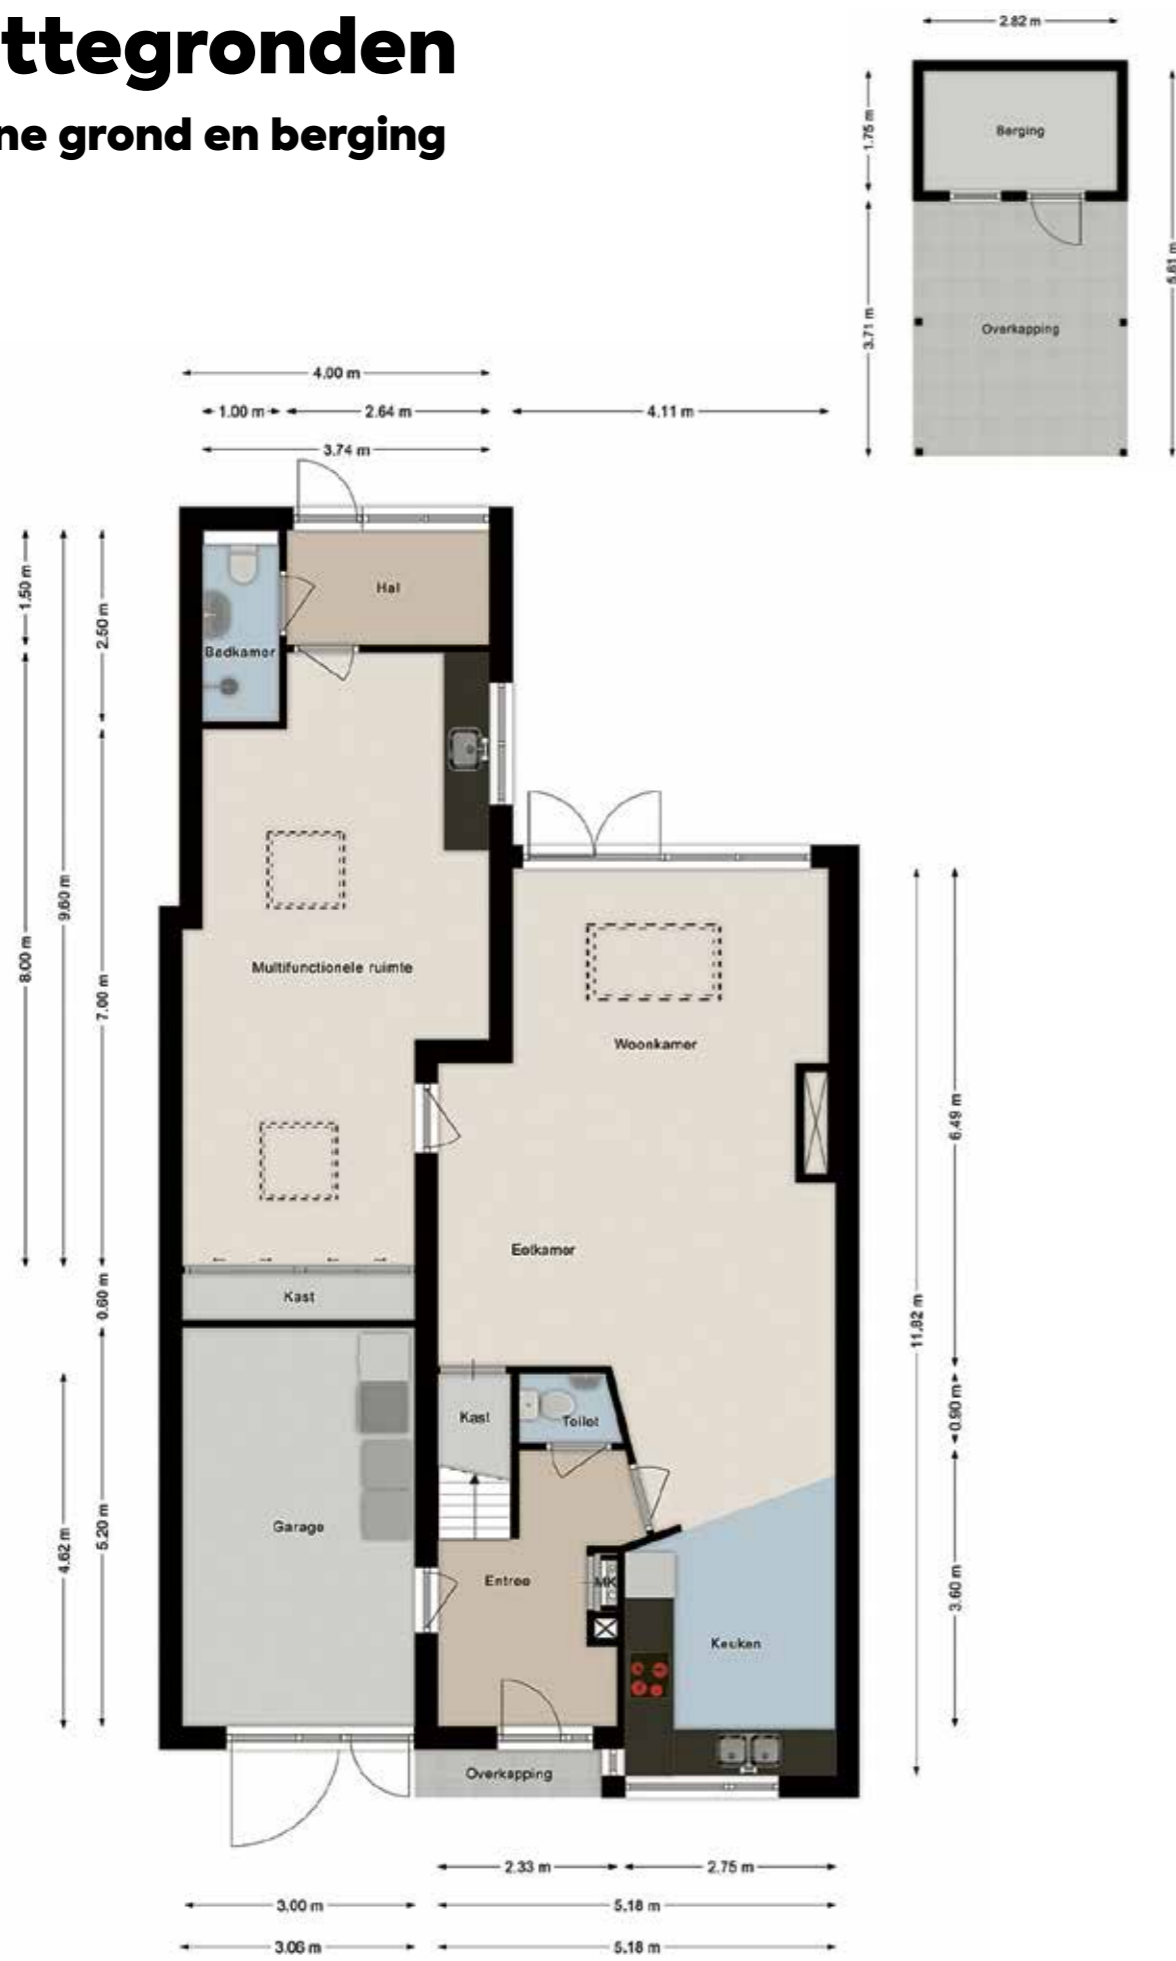 ttegronden
ne grond en berging
2.82 m
1.75 m
Berging
3.71 m
5.61 m
Overkapping
4.00 m
1.00 m
2.64 m
4.11 m
3.74 m
1.50 m
2.50 m
Hal
Badkamer
9.60 m
8.00 m
7.00 m
Multifunctionele ruimte
Woonkamer
6.49 m
Eetkamer
0.60 m
Kast
11.82 m
0.90 m
Kast
Toilet
4.62 m
5.20 m
Garage
Entree
MK
3.60 m
Keuken
Overkapping
2.33 m
2.75 m
3.00 m
5.18 m
3.06 m
5.18 m